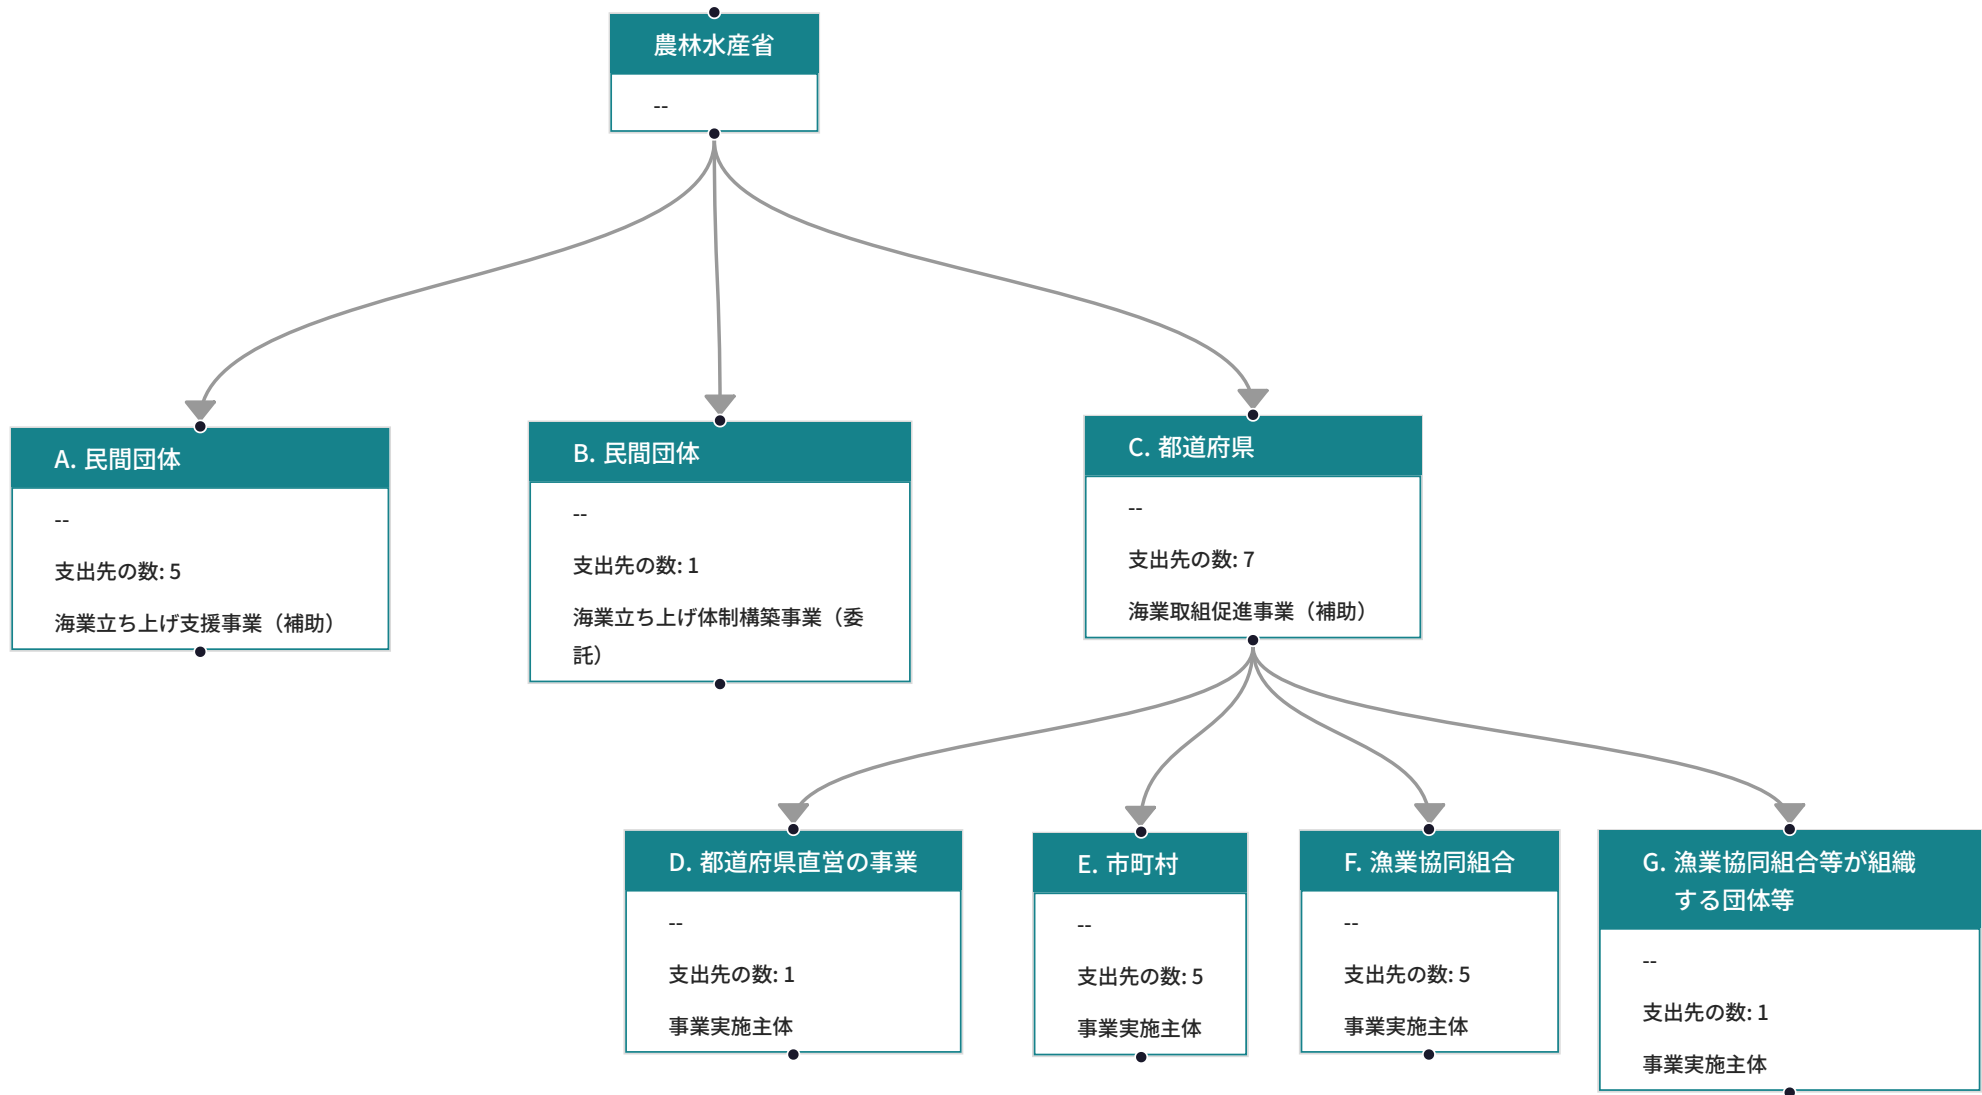 農林水産省
--
A. 民間団体
--
支出先の数: 5
海業立ち上げ支援事業（補助）
B. 民間団体
--
支出先の数: 1
海業立ち上げ体制構築事業（委
託）
C. 都道府県
--
支出先の数: 7
海業取組促進事業（補助）
D. 都道府県直営の事業
--
支出先の数: 1
事業実施主体
E. 市町村
--
支出先の数: 5
事業実施主体
F. 漁業協同組合
--
支出先の数: 5
事業実施主体
G. 漁業協同組合等が組織
する団体等
--
支出先の数: 1
事業実施主体